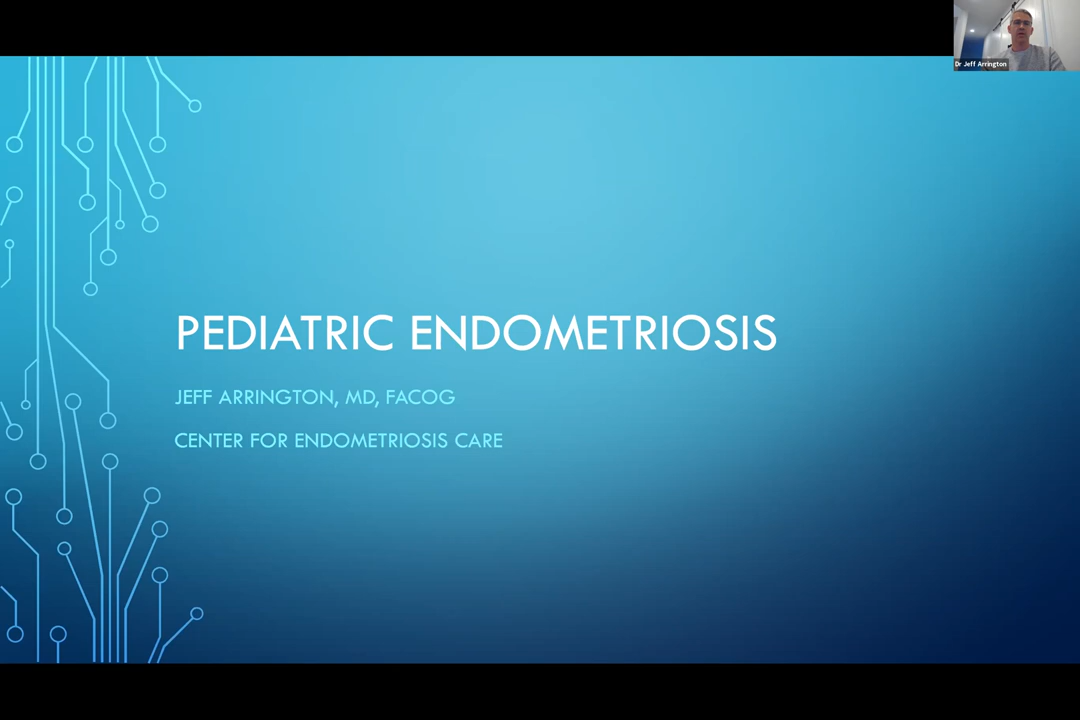 Dr Jeff Arrington
PEDIATRIC ENDOMETRIOSIS
JEFF ARRINGTON, MD, FACOG
CENTER FOR ENDOMETRIOSIS CARE